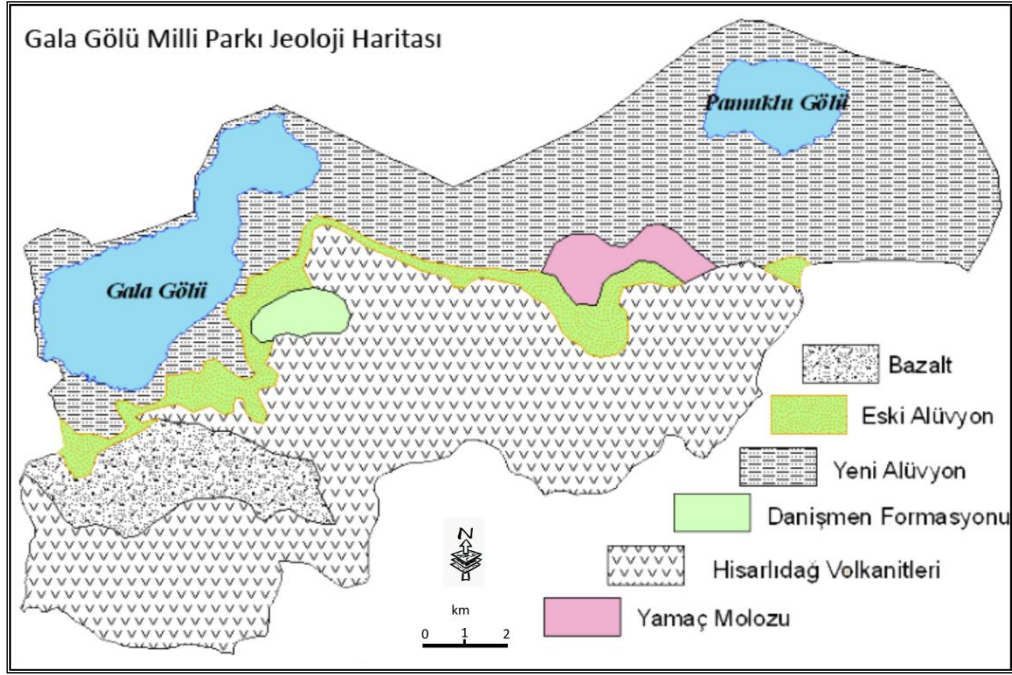 Gala Gölü Milli Parkı Jeoloji Haritası
Pamuklu Gölü
Gala Gölü
Bazalt
Eski Alüvyon
Yeni Alüvyon
Danişmen Formasyonu
Hisarlıdağ Volkanitleri
Yamaç Molozu
N
km
0 1 2